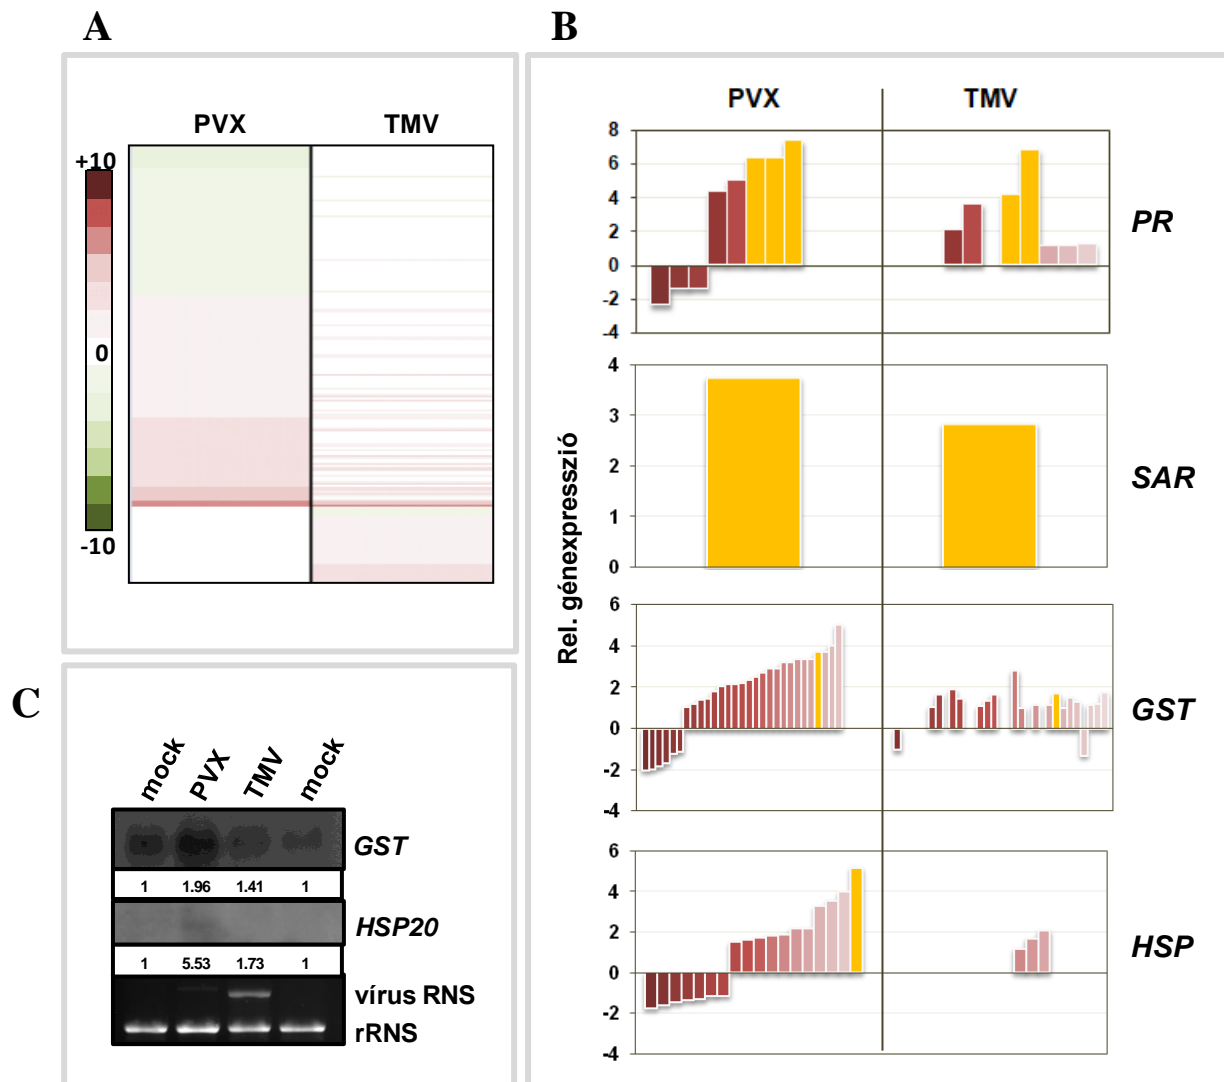 A
PVX TMV
+10
0
-10
B
PVX TMV
Rel. génexpresszió
8
6
4
2
0
-2
-4
PR
4
3
2
1
0
SAR
6
4
2
0
-2
-4
GST
6
4
2
0
-2
-4
HSP
C
mock PVX TMV mock
GST
1 1.96 1.41 1
HSP20
1 5.53 1.73 1
vírus RNS
rRNS